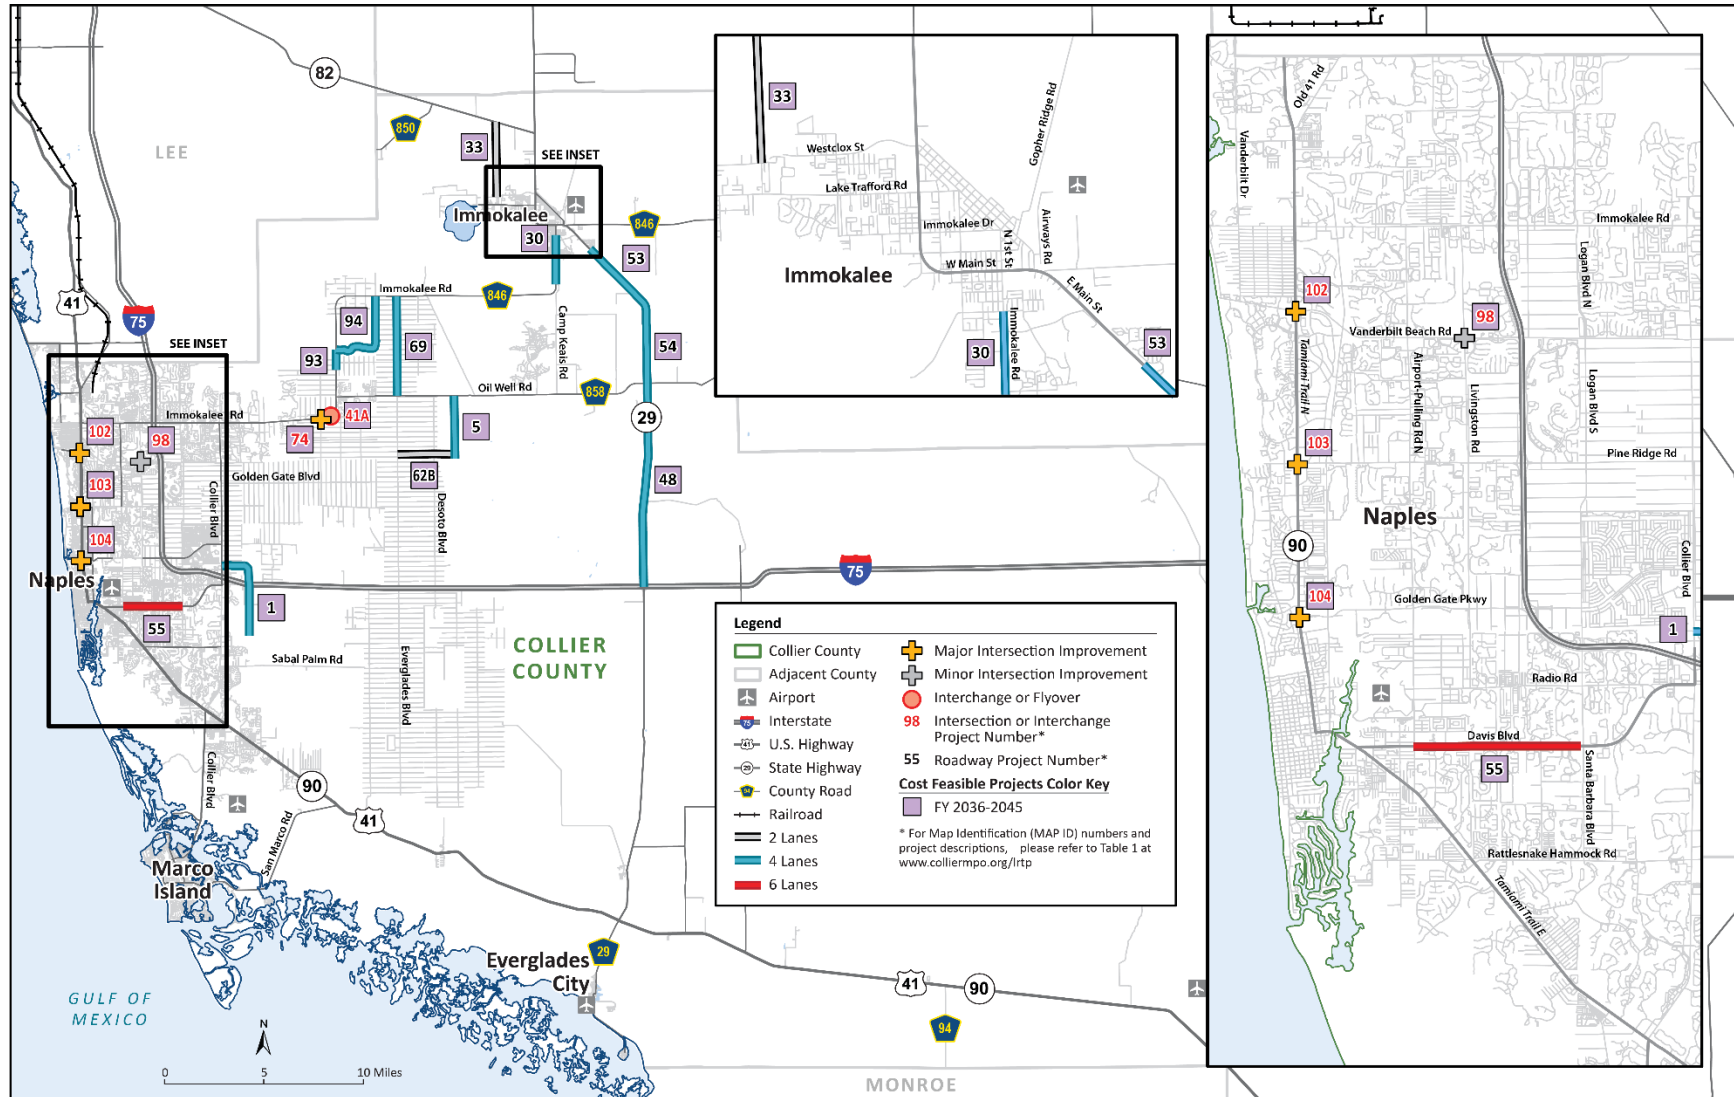 82
850
LEE
33
SEE INSET
Immokalee
846
30
53
41
75
Immokalee Rd
846
94
93
69
Camp Keais Rd
54
SEE INSET
Oil Well Rd
858
Immokalee Rd
41A
74
29
102
98
5
103
Golden Gate Blvd
62B
48
Collier Blvd
Desoto Blvd
104
Naples
75
1
55
COLLIER
COUNTY
Sabal Palm Rd
Everglades Blvd
Collier Blvd
90
41
San Marco Rd
Marco
Island
Everglades
City
29
41
90
94
GULF OF
MEXICO
N
0 5 10 Miles
MONROE
33
Gopher Ridge Rd
Westclox St
Lake Trafford Rd
Immokalee Dr
N 1st St
Airways Rd
W Main St
Immokalee
E Main St
30
Immokalee Rd
53
Legend
Collier County
Adjacent County
Airport
75
Interstate
41
U.S. Highway
29
State Highway
94
County Road
Railroad
2 Lanes
4 Lanes
6 Lanes
Major Intersection Improvement
Minor Intersection Improvement
Interchange or Flyover
98 Intersection or Interchange
Project Number*
55 Roadway Project Number*
Cost Feasible Projects Color Key
FY 2036-2045
* For Map Identification (MAP ID) numbers and
project descriptions, please refer to Table 1 at
www.colliermpo.org/lrtp
Old 41 Rd
Vanderbilt Dr
Immokalee Rd
Logan Blvd N
102
98
Vanderbilt Beach Rd
Tamiami Trail N
Airport-Pulling Rd N
Livingston Rd
Logan Blvd S
103
Pine Ridge Rd
Naples
90
Collier Blvd
104
Golden Gate Pkwy
1
Radio Rd
Davis Blvd
55
Santa Barbara Blvd
Rattlesnake Hammock Rd
Tamiami Trail E